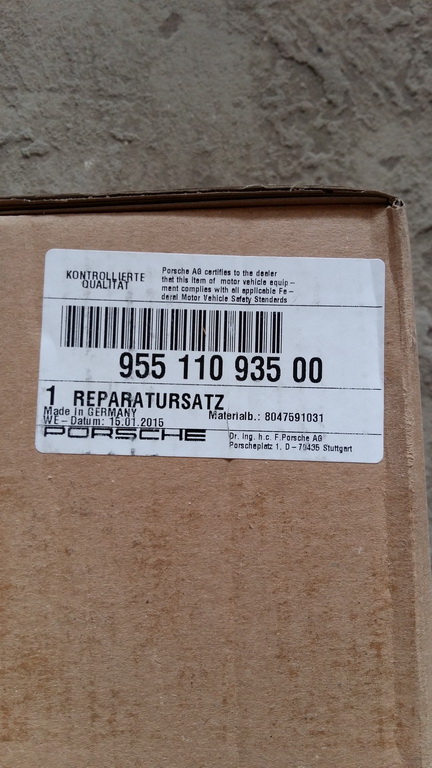 KONTROLLIERTE
QUALITÄT
Porsche AG certifies to the dealer
that this item of motor vehicle equip-
ment complies with all applicable Fe-
deral Motor Vehicle Safety Standards
955 110 935 00
1 REPARATURSATZ
Made in GERMANY
Materialb.: 8047591031
WE-Datum: 15.01.2015
PORSCHE
Dr. Ing. h.c. F.Porsche AG
Porscheplatz 1, D-70435 Stuttgart